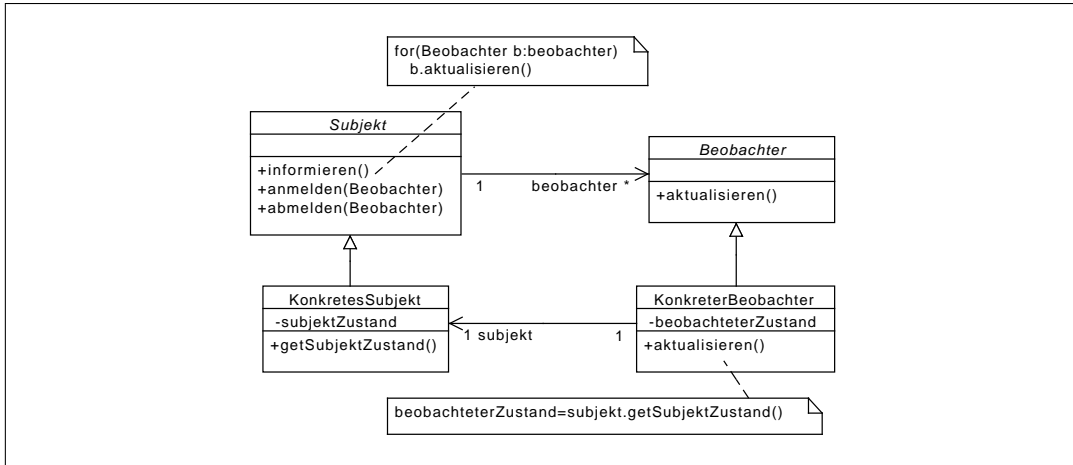 for(Beobachter b:beobachter)
b.aktualisieren()
Subjekt
+informieren()
+anmelden(Beobachter)
+abmelden(Beobachter)
1
beobachter *
Beobachter
+aktualisieren()
KonkretesSubjekt
-subjektZustand
+getSubjektZustand()
1 subjekt
1
KonkreterBeobachter
-beobachteterZustand
+aktualisieren()
beobachteterZustand=subjekt.getSubjektZustand()